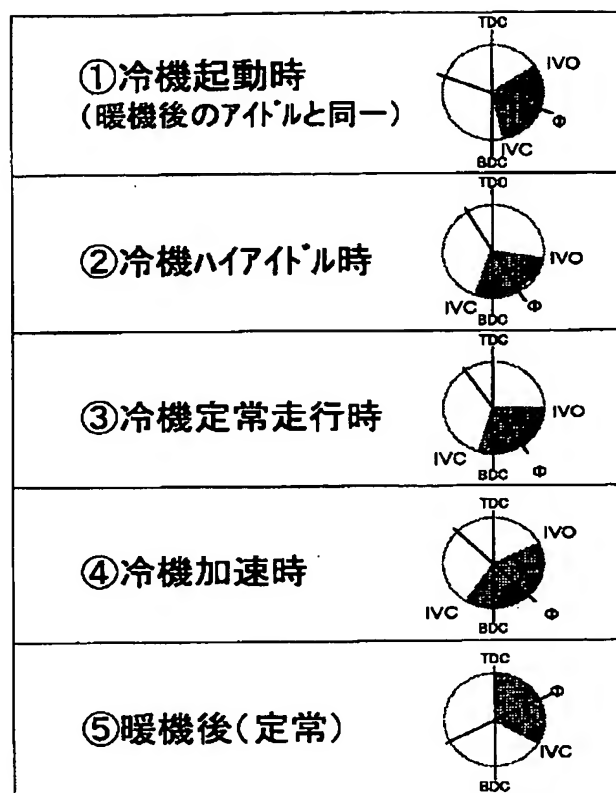 TDC
①冷機起動時
(暖機後のアイドルと同一)
IVO
Φ
IVC
BDC
TDC
②冷機ハイアイドル時
IVO
Φ
IVC
BDC
TDC
③冷機定常走行時
IVO
IVC
Φ
BDC
TDC
④冷機加速時
IVO
IVC
Φ
BDC
TDC
⑤暖機後(定常)
Φ
IVC
BDC